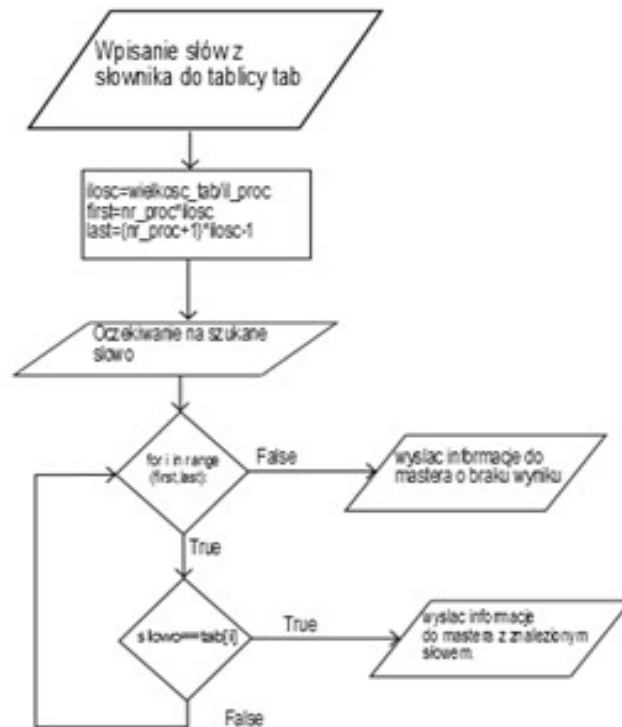 Wpisanie słów z
słownika do tablicy tab
ilosc=wielkosc_tab/il_proc
first=nr_proc*ilosc
last=(nr_proc+1)*ilosc-1
Oczekiwanie na szukane
slowo
for i in range
(first,last):
False
wyslac informacje do
mastera o braku wyniku
True
slowo==tab[i]
True
wyslac informacje
do mastera z znalezionym
słowem.
False